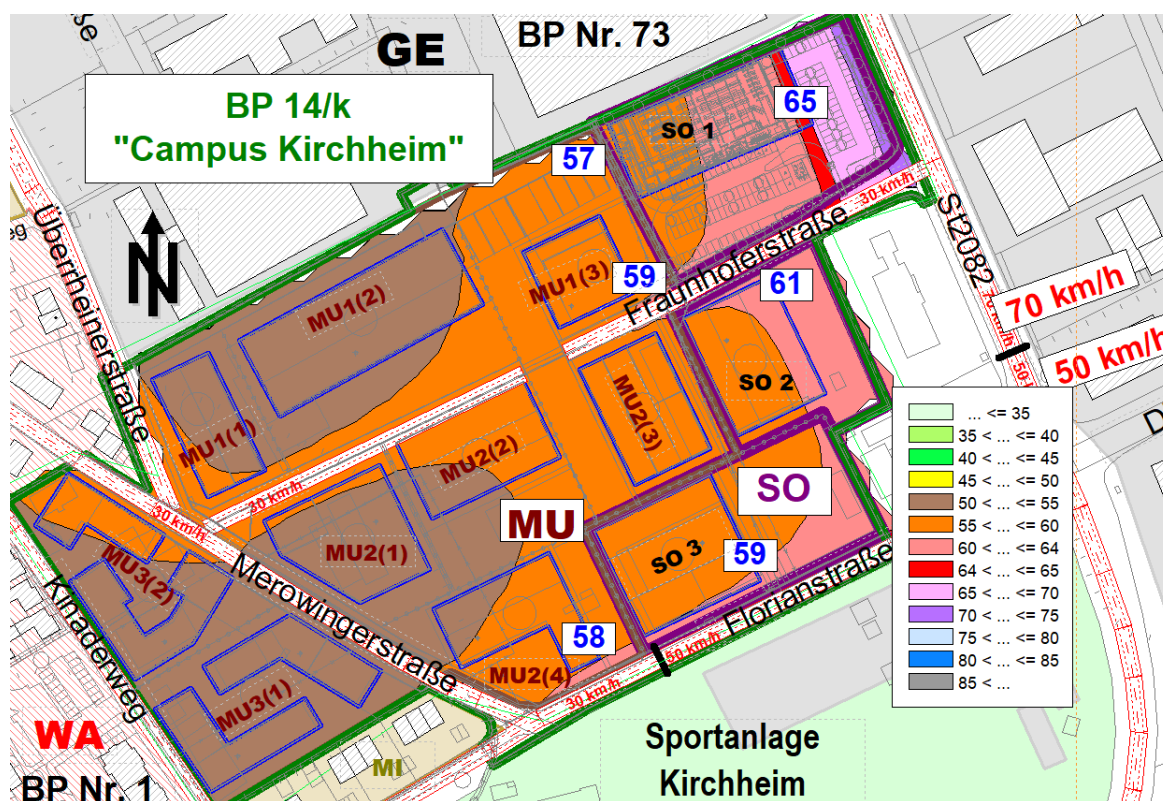 GE
BP Nr. 73
BP 14/k
"Campus Kirchheim"
N
Überrheinerstraße
57
SO 1
65
30 km/h
St2082
70 km/h
50 km/h
MU1(2)
MU1(3)
59
Fraunhoferstraße
61
MU1(1)
MU2(2)
MU2(3)
SO 2
30 km/h
30 km/h
MU
SO
MU2(1)
SO 3
59
Florianstraße
50 km/h
MU3(2)
Merowingerstraße
Kinaderweg
58
MU2(4)
30 km/h
MU3(1)
WA
BP Nr. 1
MI
Sportanlage
Kirchheim
... <= 35
35 < ... <= 40
40 < ... <= 45
45 < ... <= 50
50 < ... <= 55
55 < ... <= 60
60 < ... <= 64
64 < ... <= 65
65 < ... <= 70
70 < ... <= 75
75 < ... <= 80
80 < ... <= 85
85 < ...